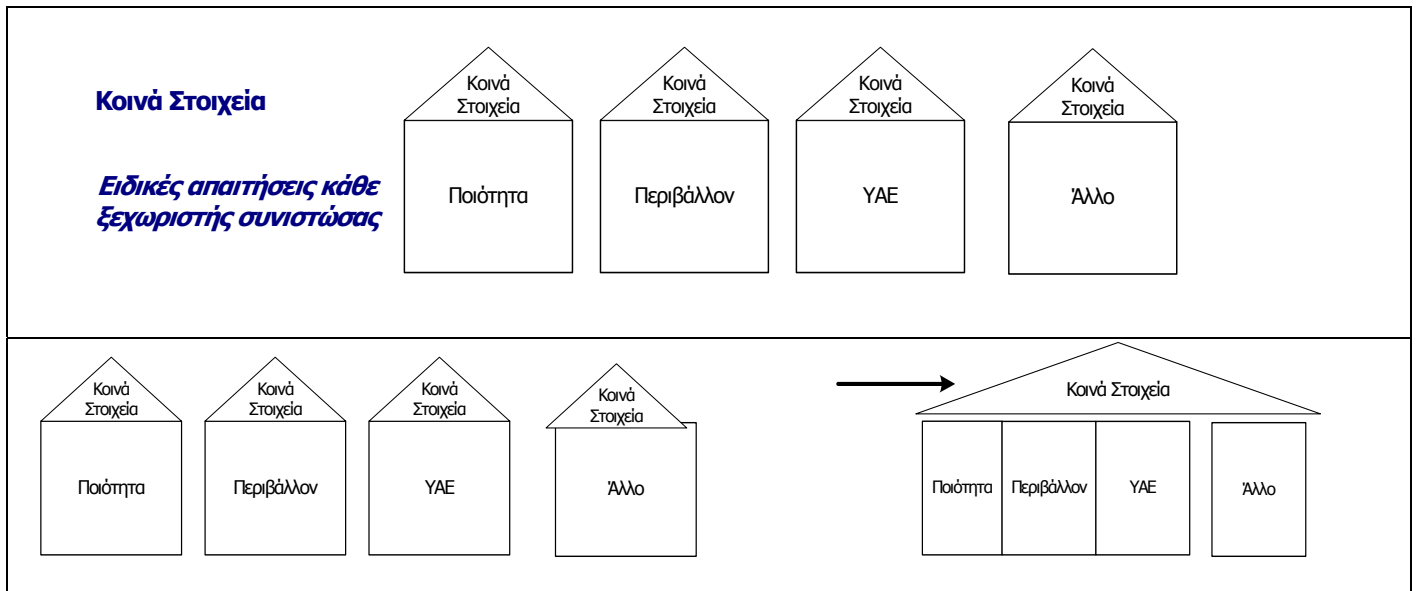 Κοινά Στοιχεία
Ειδικές απαιτήσεις κάθε
ξεχωριστής συνιστώσας
Κοινά
Στοιχεία
Ποιότητα
Κοινά
Στοιχεία
Περιβάλλον
Κοινά
Στοιχεία
ΥΑΕ
Κοινά
Στοιχεία
Άλλο
Κοινά
Στοιχεία
Ποιότητα
Κοινά
Στοιχεία
Περιβάλλον
Κοινά
Στοιχεία
ΥΑΕ
Κοινά
Στοιχεία
Άλλο
Κοινά Στοιχεία
Ποιότητα
Περιβάλλον
ΥΑΕ
Άλλο